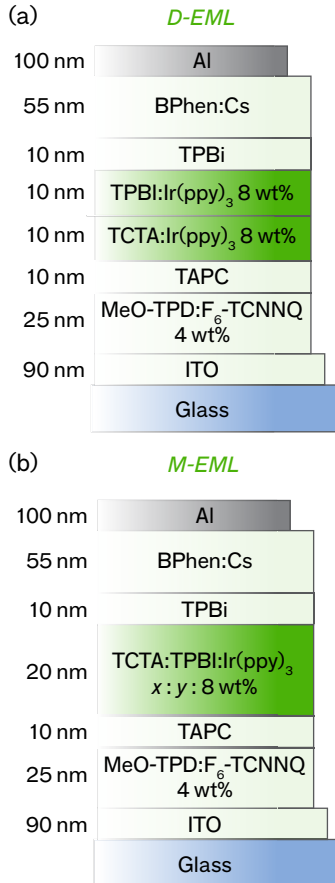 (a) D-EML
100 nm Al
55 nm BPhen:Cs
10 nm TPBi
10 nm TPBI:Ir(ppy)₃ 8 wt%
10 nm TCTA:Ir(ppy)₃ 8 wt%
10 nm TAPC
25 nm MeO-TPD:F₆-TCNNQ
4 wt%
90 nm ITO
Glass
(b) M-EML
100 nm Al
55 nm BPhen:Cs
10 nm TPBi
20 nm TCTA:TPBI:Ir(ppy)₃
x : y : 8 wt%
10 nm TAPC
25 nm MeO-TPD:F₆-TCNNQ
4 wt%
90 nm ITO
Glass